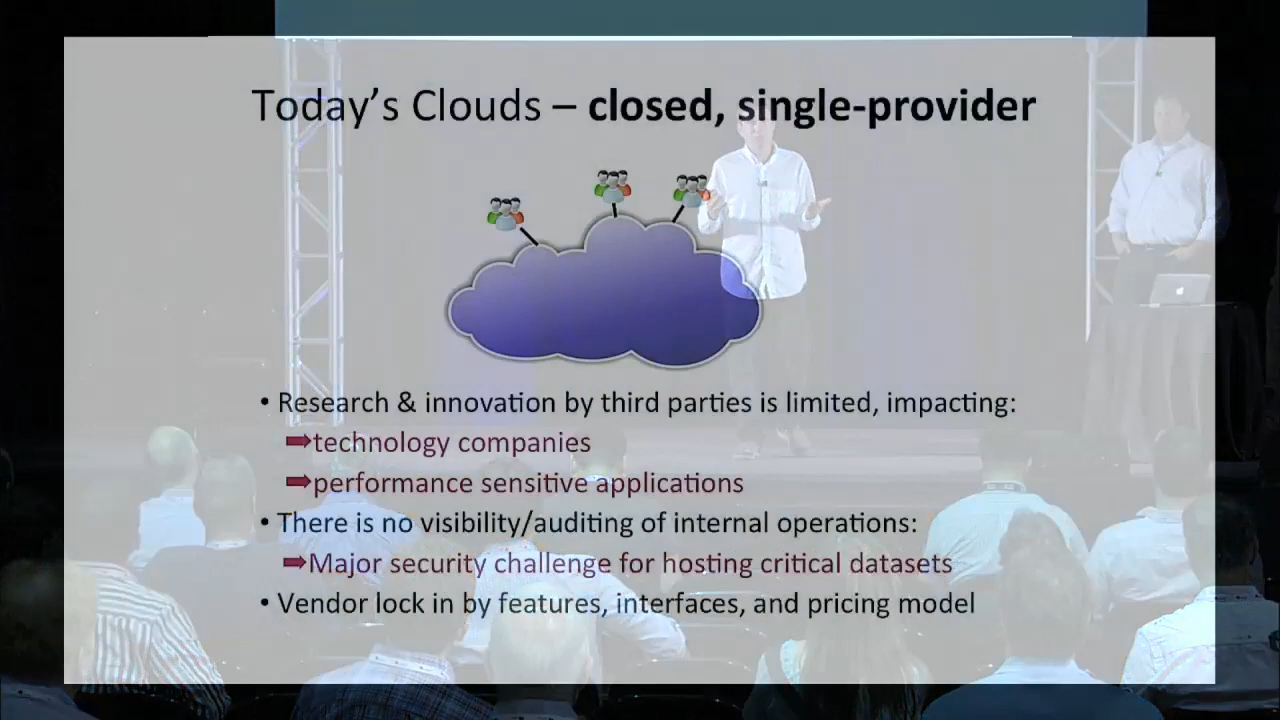 Today's Clouds – closed, single-provider
• Research & innovation by third parties is limited, impacting:
➡technology companies
➡performance sensitive applications
• There is no visibility/auditing of internal operations:
➡Major security challenge for hosting critical datasets
• Vendor lock in by features, interfaces, and pricing model